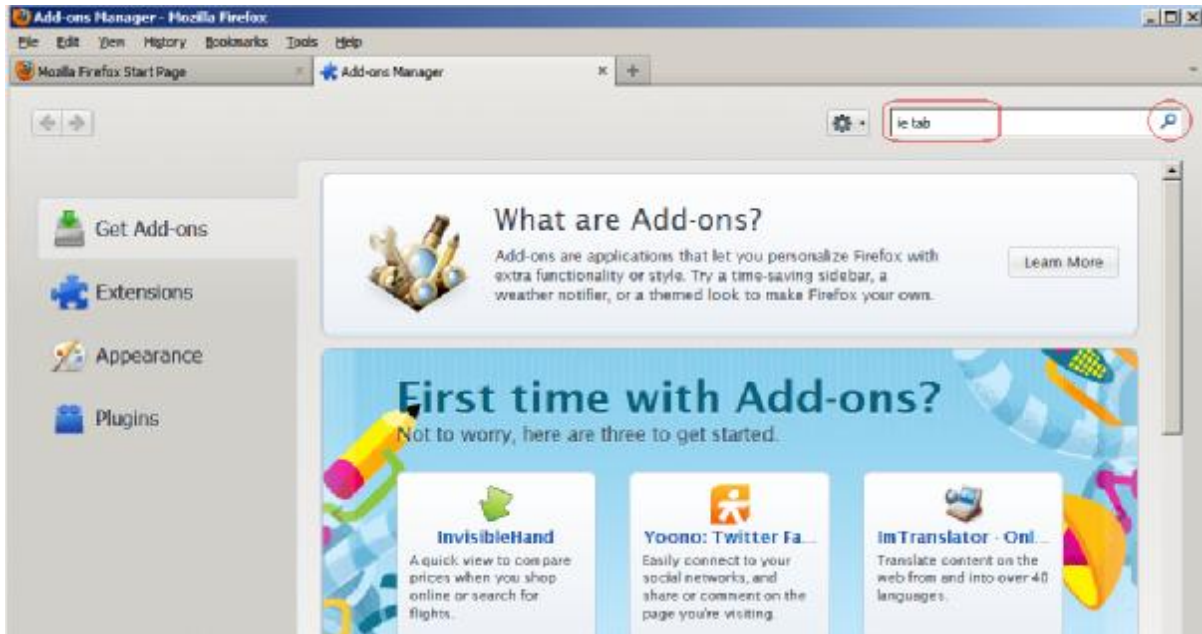 Add-ons Manager - Mozilla Firefox
File Edit View History Bookmarks Tools Help
Mozilla Firefox Start Page
Add-ons Manager
ie tab
Get Add-ons
Extensions
Appearance
Plugins
What are Add-ons?
Add-ons are applications that let you personalize Firefox with
extra functionality or style. Try a time-saving sidebar, a
weather notifier, or a themed look to make Firefox your own.
Learn More
First time with Add-ons?
Not to worry, here are three to get started.
InvisibleHand
A quick view to compare
prices when you shop
online or search for
flights.
Yoono: Twitter Fa...
Easily connect to your
social networks, and
share or comment on the
page you're visiting.
ImTranslator - Onl...
Translate content on the
web from and into over 40
languages.